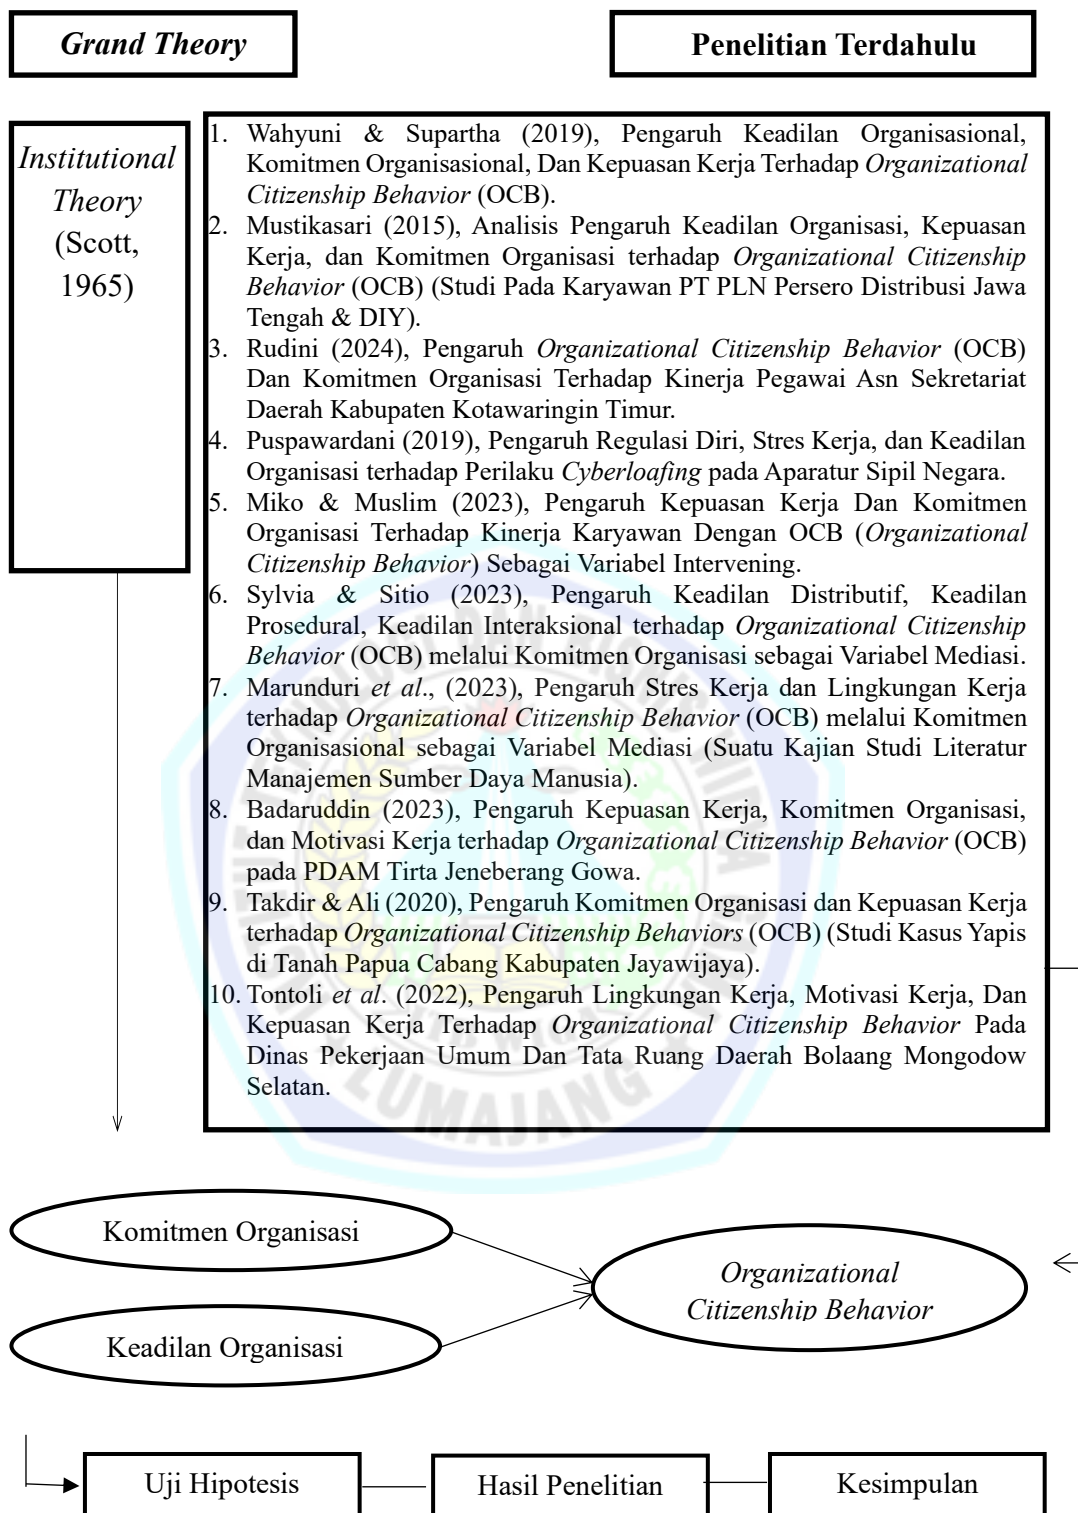 Grand Theory
Penelitian Terdahulu
Institutional
Theory
(Scott,
1965)
1. Wahyuni & Supartha (2019), Pengaruh Keadilan Organisasional,
Komitmen Organisasional, Dan Kepuasan Kerja Terhadap Organizational
Citizenship Behavior (OCB).
2. Mustikasari (2015), Analisis Pengaruh Keadilan Organisasi, Kepuasan
Kerja, dan Komitmen Organisasi terhadap Organizational Citizenship
Behavior (OCB) (Studi Pada Karyawan PT PLN Persero Distribusi Jawa
Tengah & DIY).
3. Rudini (2024), Pengaruh Organizational Citizenship Behavior (OCB)
Dan Komitmen Organisasi Terhadap Kinerja Pegawai Asn Sekretariat
Daerah Kabupaten Kotawaringin Timur.
4. Puspawardani (2019), Pengaruh Regulasi Diri, Stres Kerja, dan Keadilan
Organisasi terhadap Perilaku Cyberloafing pada Aparatur Sipil Negara.
5. Miko & Muslim (2023), Pengaruh Kepuasan Kerja Dan Komitmen
Organisasi Terhadap Kinerja Karyawan Dengan OCB (Organizational
Citizenship Behavior) Sebagai Variabel Intervening.
6. Sylvia & Sitio (2023), Pengaruh Keadilan Distributif, Keadilan
Prosedural, Keadilan Interaksional terhadap Organizational Citizenship
Behavior (OCB) melalui Komitmen Organisasi sebagai Variabel Mediasi.
7. Marunduri et al., (2023), Pengaruh Stres Kerja dan Lingkungan Kerja
terhadap Organizational Citizenship Behavior (OCB) melalui Komitmen
Organisasional sebagai Variabel Mediasi (Suatu Kajian Studi Literatur
Manajemen Sumber Daya Manusia).
8. Badaruddin (2023), Pengaruh Kepuasan Kerja, Komitmen Organisasi,
dan Motivasi Kerja terhadap Organizational Citizenship Behavior (OCB)
pada PDAM Tirta Jeneberang Gowa.
9. Takdir & Ali (2020), Pengaruh Komitmen Organisasi dan Kepuasan Kerja
terhadap Organizational Citizenship Behaviors (OCB) (Studi Kasus Yapis
di Tanah Papua Cabang Kabupaten Jayawijaya).
10. Tontoli et al. (2022), Pengaruh Lingkungan Kerja, Motivasi Kerja, Dan
Kepuasan Kerja Terhadap Organizational Citizenship Behavior Pada
Dinas Pekerjaan Umum Dan Tata Ruang Daerah Bolaang Mongodow
Selatan.
INSTITUT TEKNOLOGI DAN BISNIS WIDYA GAMA
ITB WIGA
LUMAJANG
Komitmen Organisasi
Organizational
Citizenship Behavior
Keadilan Organisasi
Uji Hipotesis
Hasil Penelitian
Kesimpulan